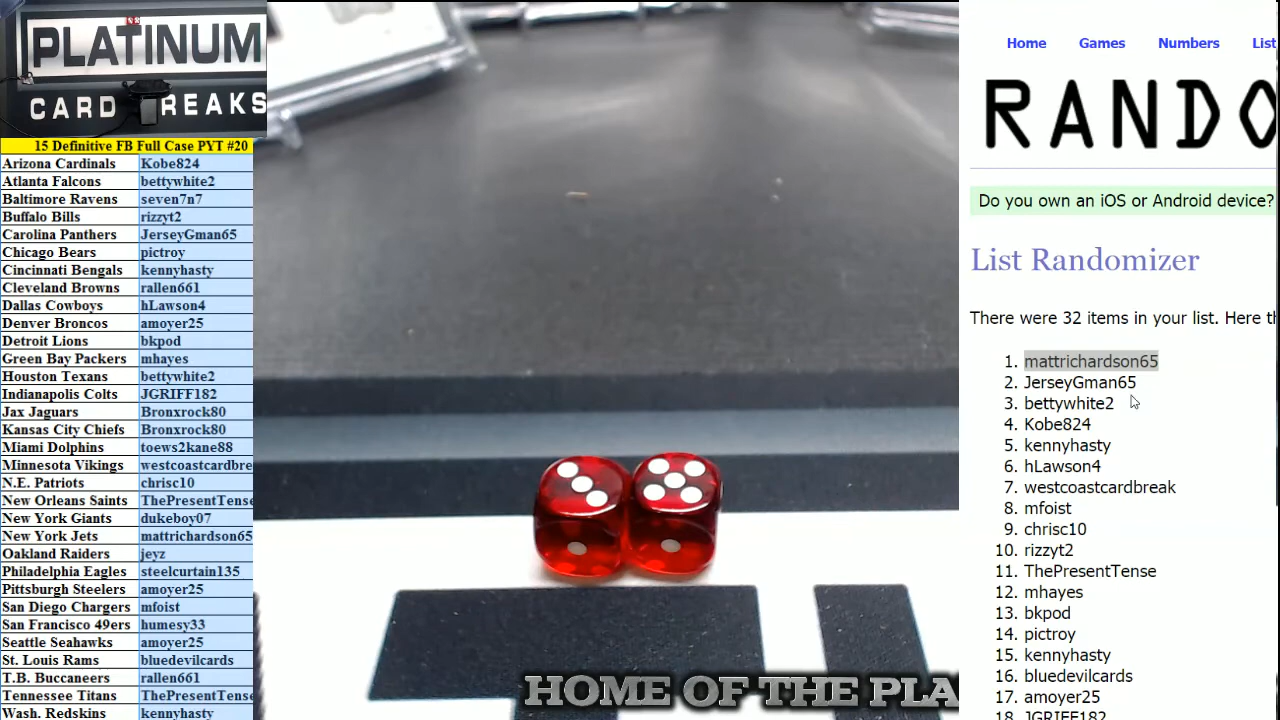 PLATINUM
CARD BREAKS
15 Definitive FB Full Case PYT #20
Arizona Cardinals Kobe824
Atlanta Falcons bettywhite2
Baltimore Ravens seven7n7
Buffalo Bills rizzyt2
Carolina Panthers JerseyGman65
Chicago Bears pictroy
Cincinnati Bengals kennyhasty
Cleveland Browns rallen661
Dallas Cowboys hLawson4
Denver Broncos amoyer25
Detroit Lions bkpod
Green Bay Packers mhayes
Houston Texans bettywhite2
Indianapolis Colts JGRIFF182
Jax Jaguars Bronxrock80
Kansas City Chiefs Bronxrock80
Miami Dolphins toews2kane88
Minnesota Vikings westcoastcardbre
N.E. Patriots chrisc10
New Orleans Saints ThePresentTense
New York Giants dukeboy07
New York Jets mattrichardson65
Oakland Raiders jeyz
Philadelphia Eagles steelcurtain135
Pittsburgh Steelers amoyer25
San Diego Chargers mfoist
San Francisco 49ers humesy33
Seattle Seahawks amoyer25
St. Louis Rams bluedevilcards
T.B. Buccaneers rallen661
Tennessee Titans ThePresentTense
Wash. Redskins kennyhasty
HOME OF THE PLA
Home Games Numbers List
RANDO
Do you own an iOS or Android device?
List Randomizer
There were 32 items in your list. Here th
1. mattrichardson65
2. JerseyGman65
3. bettywhite2
4. Kobe824
5. kennyhasty
6. hLawson4
7. westcoastcardbreak
8. mfoist
9. chrisc10
10. rizzyt2
11. ThePresentTense
12. mhayes
13. bkpod
14. pictroy
15. kennyhasty
16. bluedevilcards
17. amoyer25
18. JGRIFF182